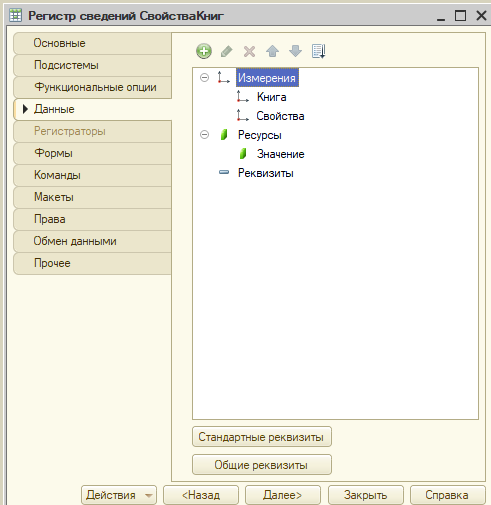 Регистр сведений СвойстваКниг
Основные
Подсистемы
Функциональные опции
Данные
Регистраторы
Формы
Команды
Макеты
Права
Обмен данными
Прочее
Измерения
Книга
Свойства
Ресурсы
Значение
Реквизиты
Стандартные реквизиты
Общие реквизиты
Действия
<Назад
Далее>
Закрыть
Справка